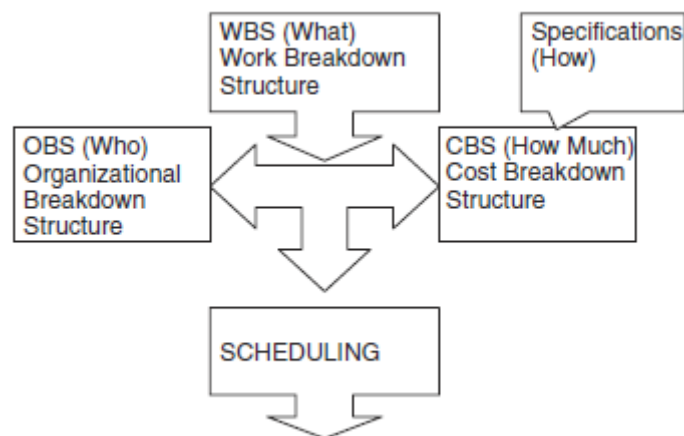 WBS (What)
Work Breakdown
Structure
Specifications
(How)
OBS (Who)
Organizational
Breakdown
Structure
CBS (How Much)
Cost Breakdown
Structure
SCHEDULING